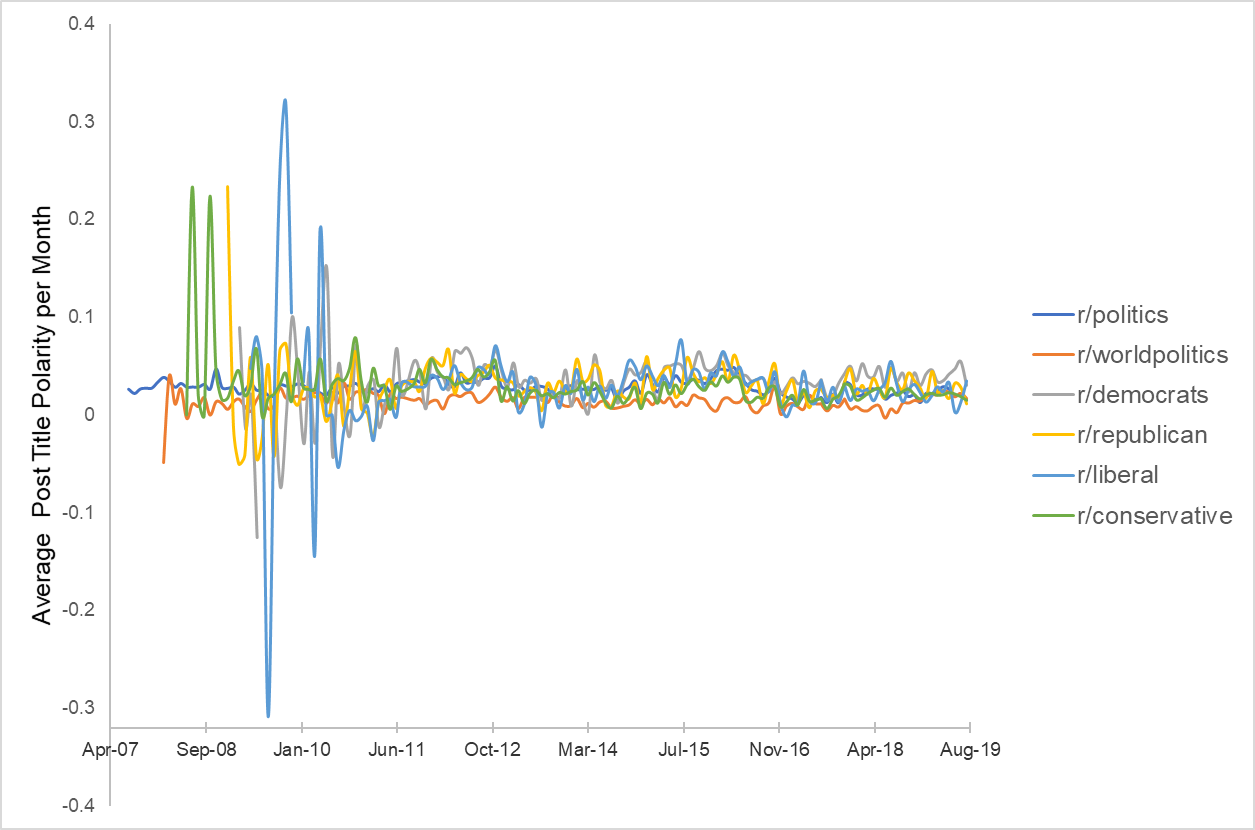 0.4
0.3
0.2
0.1
0
-0.1
-0.2
-0.3
-0.4
Average Post Title Polarity per Month
Apr-07 Sep-08 Jan-10 Jun-11 Oct-12 Mar-14 Jul-15 Nov-16 Apr-18 Aug-19
r/politics
r/worldpolitics
r/democrats
r/republican
r/liberal
r/conservative